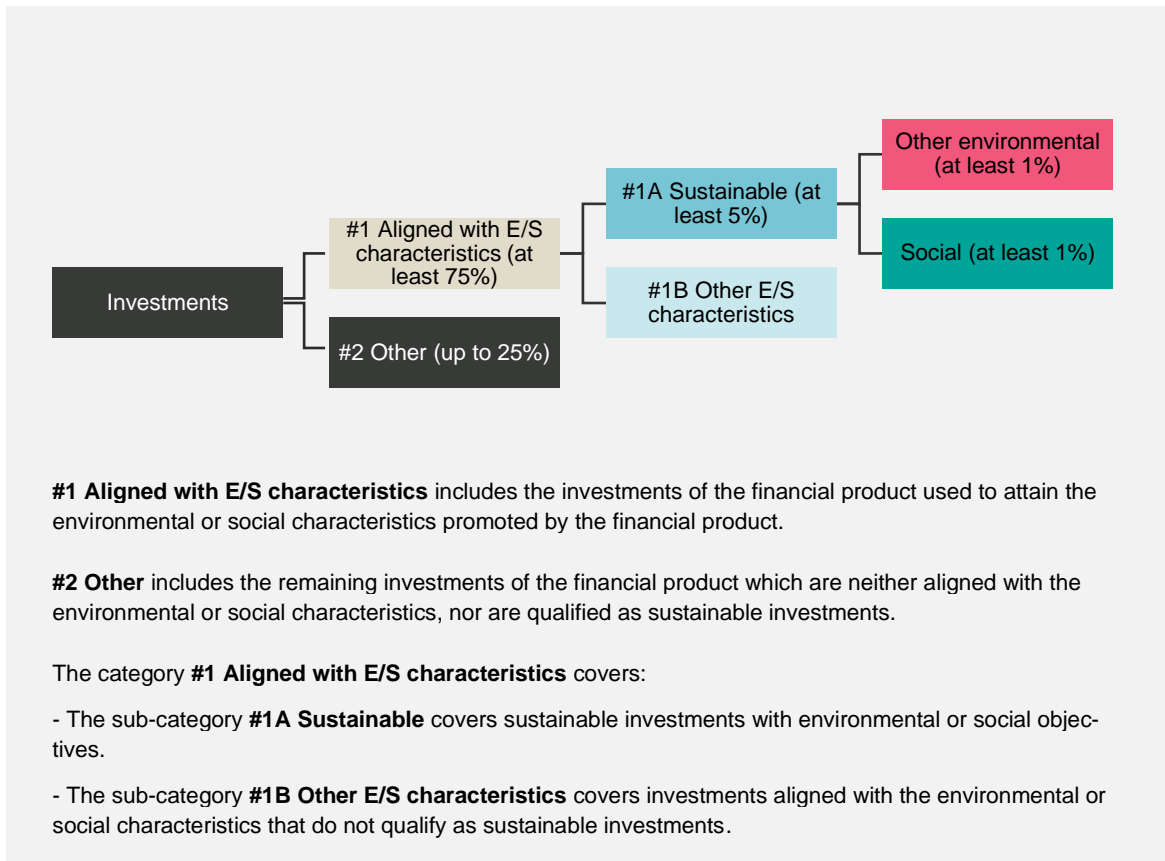 Other environmental
(at least 1%)
#1A Sustainable (at
least 5%)
#1 Aligned with E/S
characteristics (at
least 75%)
Social (at least 1%)
Investments
#1B Other E/S
characteristics
#2 Other (up to 25%)
#1 Aligned with E/S characteristics includes the investments of the financial product used to attain the
environmental or social characteristics promoted by the financial product.
#2 Other includes the remaining investments of the financial product which are neither aligned with the
environmental or social characteristics, nor are qualified as sustainable investments.
The category #1 Aligned with E/S characteristics covers:
- The sub-category #1A Sustainable covers sustainable investments with environmental or social objec-
tives.
- The sub-category #1B Other E/S characteristics covers investments aligned with the environmental or
social characteristics that do not qualify as sustainable investments.